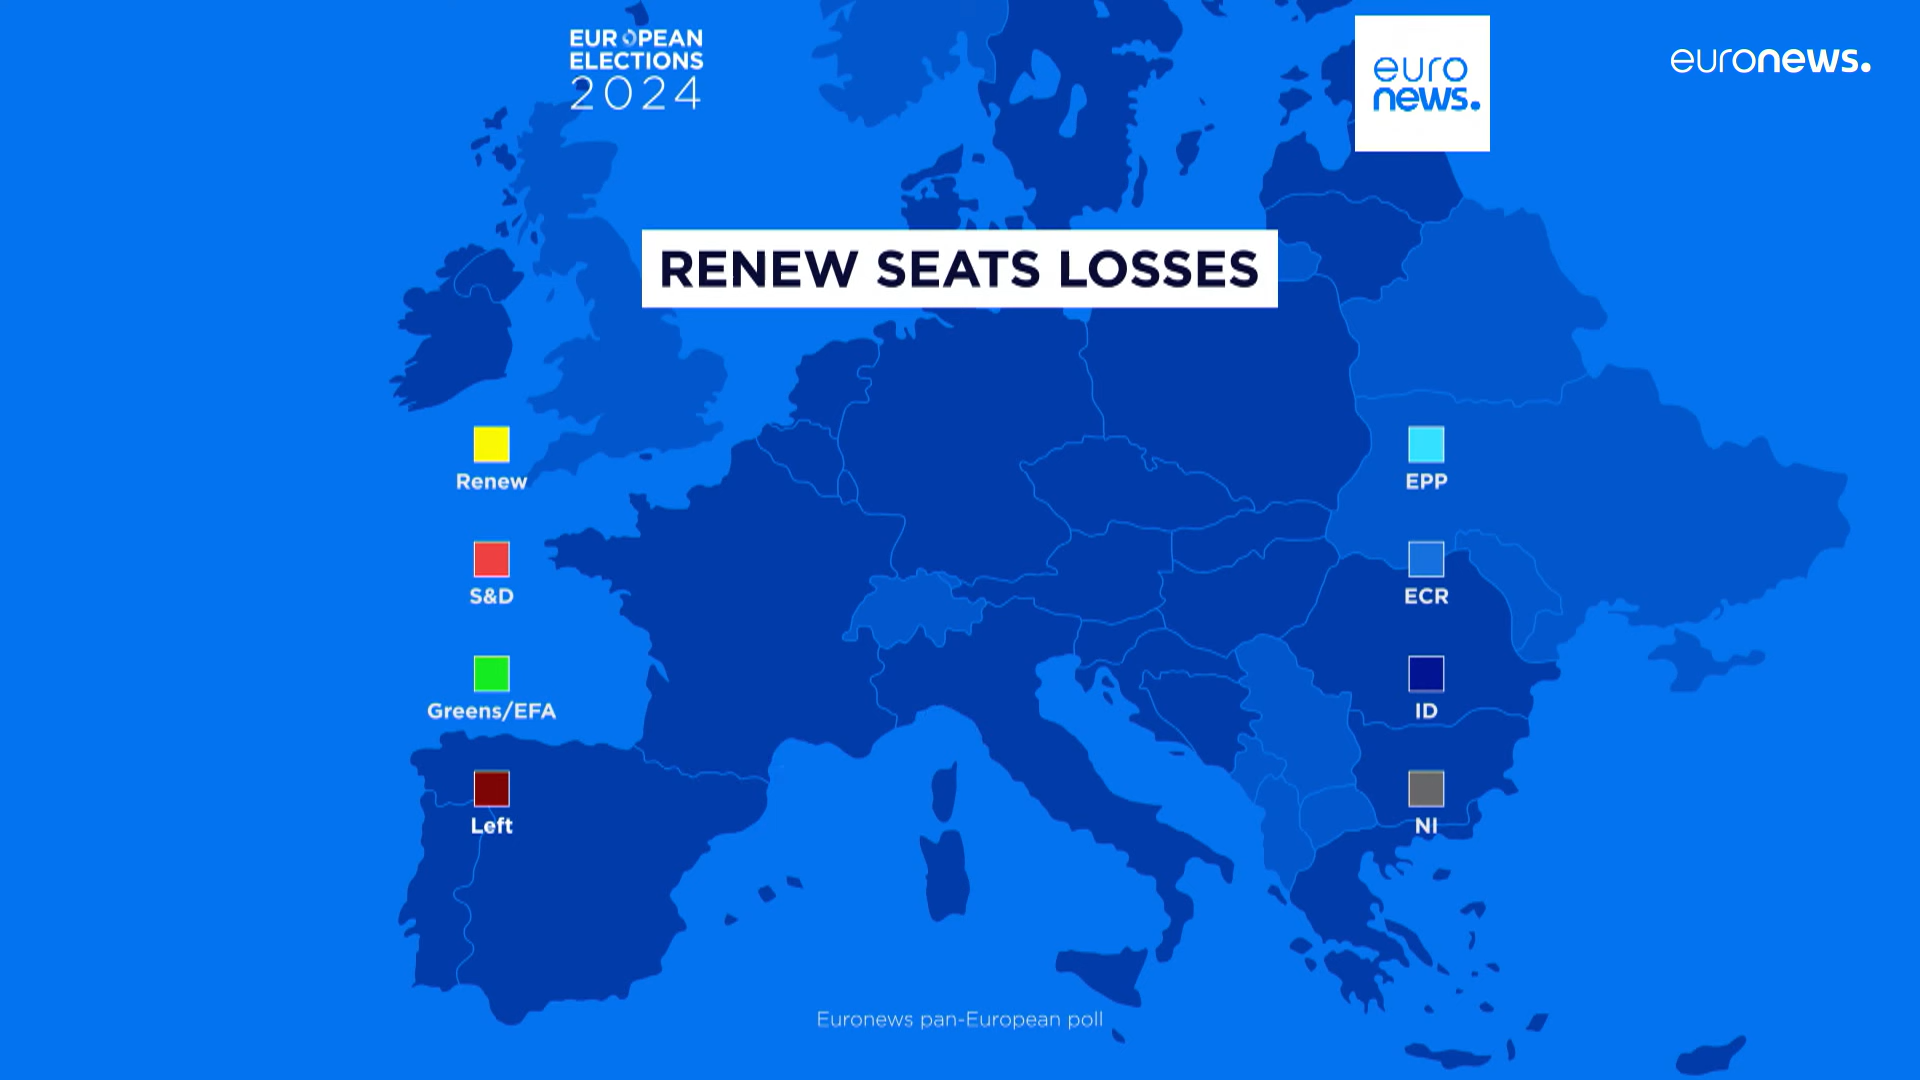 EUROPEAN
ELECTIONS
2024
euro
news.
euronews.
RENEW SEATS LOSSES
Renew
S&D
Greens/EFA
Left
EPP
ECR
ID
NI
Euronews pan-European poll